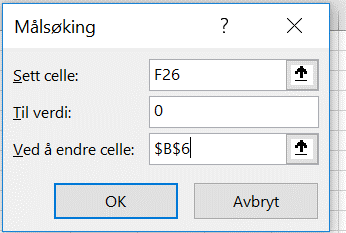 Målsøking ?
Sett celle: F26
Til verdi: 0
Ved å endre celle: $B$6
OK Avbryt